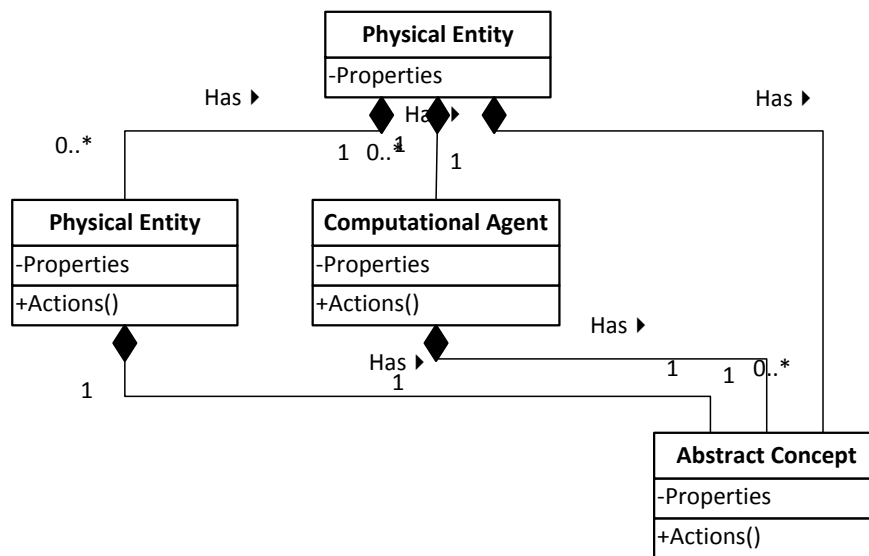 Physical Entity
-Properties
Has
Has
Has
0..*
1
0..*
1
1
Physical Entity
-Properties
+Actions()
Computational Agent
-Properties
+Actions()
Has
Has
1
1
1
1
0..*
Abstract Concept
-Properties
+Actions()